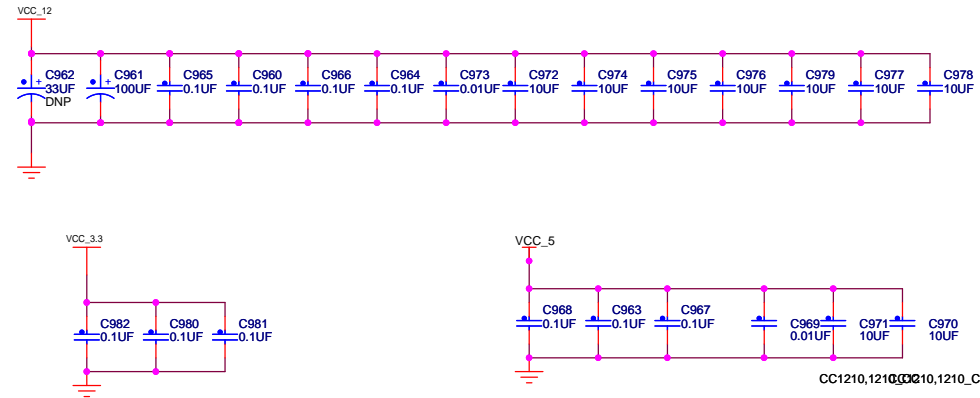 VCC_12
C962 C961 C965 C960 C966 C964 C973 C972 C974 C975 C976 C979 C977 C978
+ 33UF + 100UF 0.1UF 0.1UF 0.1UF 0.1UF 0.01UF 10UF 10UF 10UF 10UF 10UF 10UF 10UF
DNP
VCC_3.3 VCC_5
C968 C963 C967
0.1UF 0.1UF 0.1UF
C982 C980 C981 C969 C971 C970
0.1UF 0.1UF 0.1UF 0.01UF 10UF 10UF
CC1210,1210_